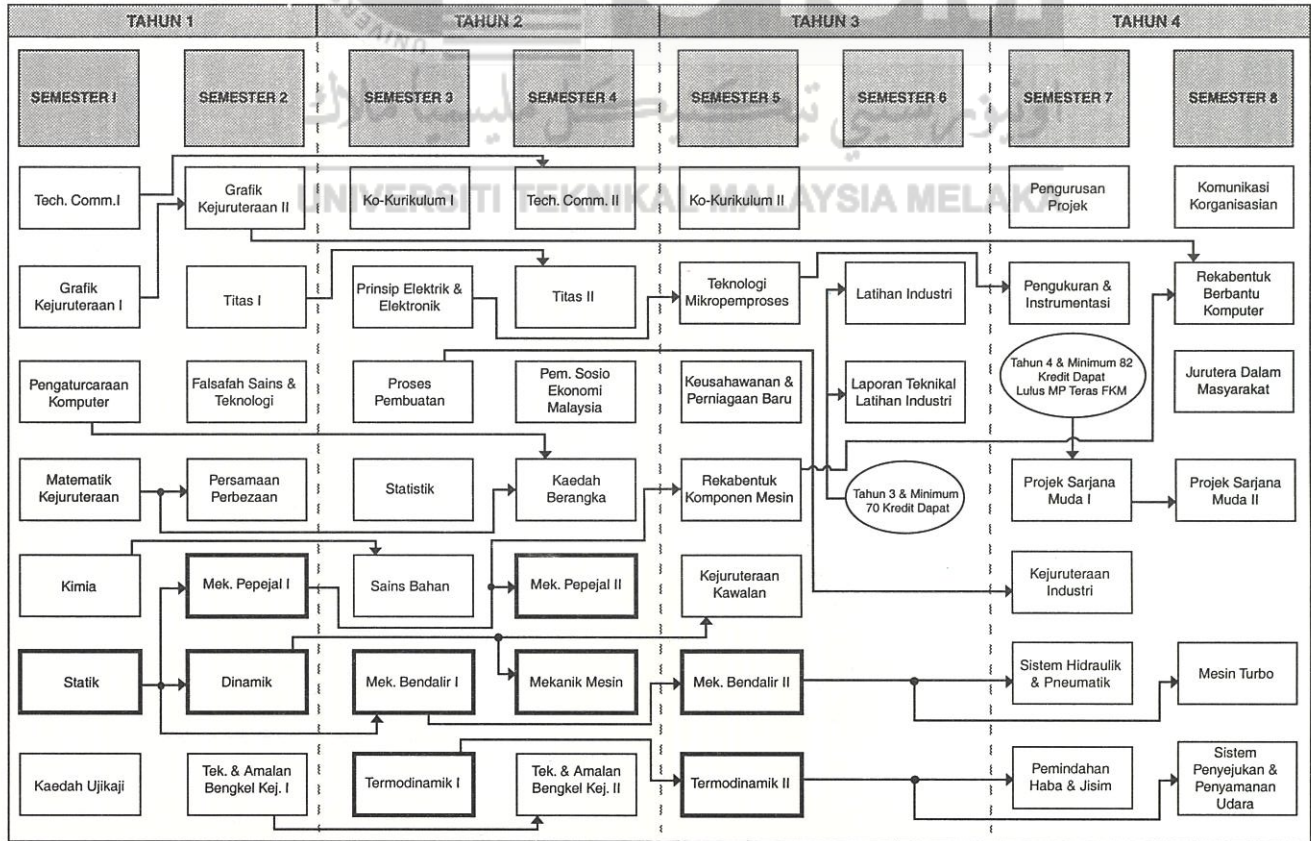 TAHUN 1
TAHUN 2
TAHUN 3
TAHUN 4
SEMESTER I
SEMESTER 2
SEMESTER 3
SEMESTER 4
SEMESTER 5
SEMESTER 6
SEMESTER 7
SEMESTER 8
اونيۏرسيتي تيكنيكل مليسيا ملاك
UNIVERSITI TEKNIKAL MALAYSIA MELAKA
Tech. Comm.I
Grafik
Kejuruteraan II
Ko-Kurikulum I
Tech. Comm. II
Ko-Kurikulum II
Pengurusan
Projek
Komunikasi
Korganisasian
Grafik
Kejuruteraan I
Titas I
Prinsip Elektrik &
Elektronik
Titas II
Teknologi
Mikropemproses
Latihan Industri
Pengukuran &
Instrumentasi
Rekabentuk
Berbantu
Komputer
Pengaturcaraan
Komputer
Falsafah Sains &
Teknologi
Proses
Pembuatan
Pem. Sosio
Ekonomi
Malaysia
Keusahawanan &
Perniagaan Baru
Laporan Teknikal
Latihan Industri
Tahun 4 & Minimum 82
Kredit Dapat
Lulus MP Teras FKM
Jurutera Dalam
Masyarakat
Matematik
Kejuruteraan
Persamaan
Perbezaan
Statistik
Kaedah
Berangka
Rekabentuk
Komponen Mesin
Tahun 3 & Minimum
70 Kredit Dapat
Projek Sarjana
Muda I
Projek Sarjana
Muda II
Kimia
Mek. Pepejal I
Sains Bahan
Mek. Pepejal II
Kejuruteraan
Kawalan
Kejuruteraan
Industri
Statik
Dinamik
Mek. Bendalir I
Mekanik Mesin
Mek. Bendalir II
Sistem Hidraulik
& Pneumatik
Mesin Turbo
Kaedah Ujikaji
Tek. & Amalan
Bengkel Kej. I
Termodinamik I
Tek. & Amalan
Bengkel Kej. II
Termodinamik II
Pemindahan
Haba & Jisim
Sistem
Penyejukan &
Penyamanan
Udara